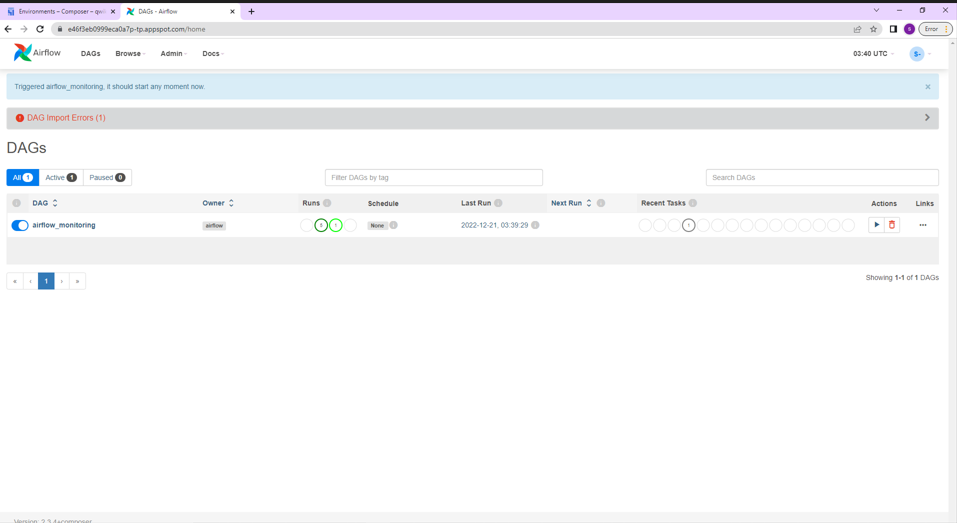 Environments – Composer – qwi
DAGs - Airflow
e46f3eb0999eca0a7p-tp.appspot.com/home
S
Error
Airflow
DAGs
Browse
Admin
Docs
03:40 UTC
S-
Triggered airflow_monitoring, it should start any moment now.
×
! DAG Import Errors (1)
DAGs
All 1
Active 1
Paused 0
Filter DAGs by tag
Search DAGs
DAG
Owner
Runs
Schedule
Last Run
Next Run
Recent Tasks
Actions
Links
airflow_monitoring
airflow
1
None
2022-12-21, 03:39:29
1
« ‹ 1 › »
Showing 1-1 of 1 DAGs
Version: 2.3.4+composer